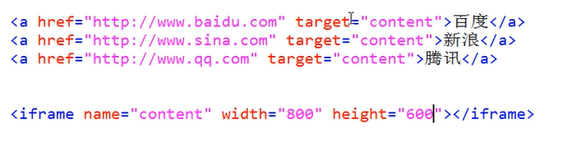 <a href="http://www.baidu.com" target="content">百度</a>
<a href="http://www.sina.com" target="content">新浪</a>
<a href="http://www.qq.com" target="content">腾讯</a>
<iframe name="content" width="800" height="600"></iframe>